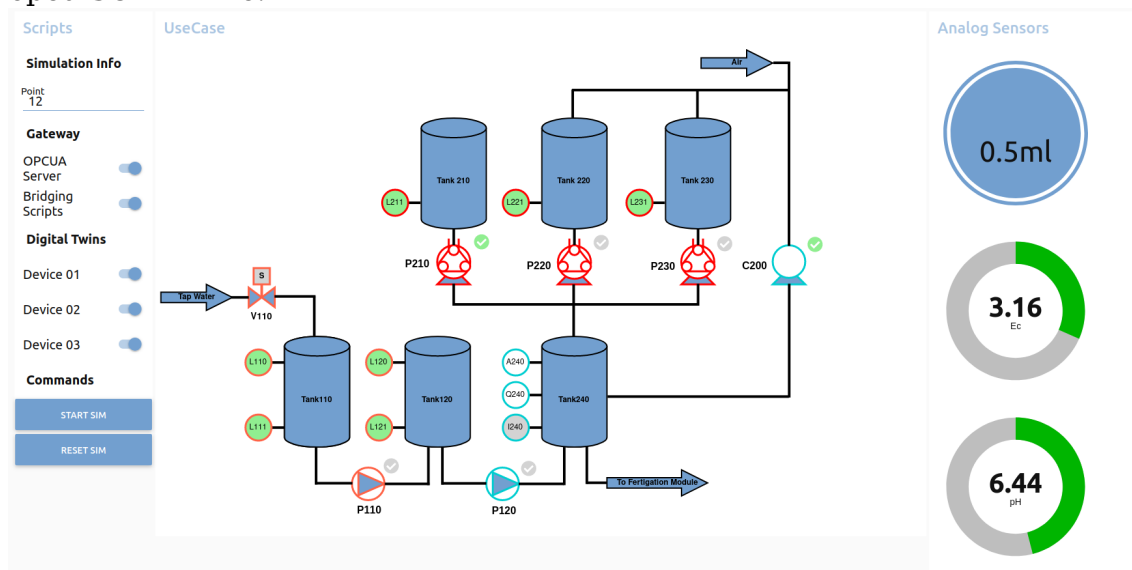 Scripts
UseCase
Analog Sensors
Simulation Info
Point
12
Gateway
OPCUA
Server
Bridging
Scripts
Digital Twins
Device 01
Device 02
Device 03
Commands
START SIM
RESET SIM
Air
Tank 210
Tank 220
Tank 230
L211
L221
L231
P210
P220
P230
C200
S
Tap Water
V110
L110
L120
A240
Tank110
Tank120
Q240
Tank240
L111
L121
I240
To Fertigation Module
P110
P120
0.5ml
3.16
Ec
6.44
pH